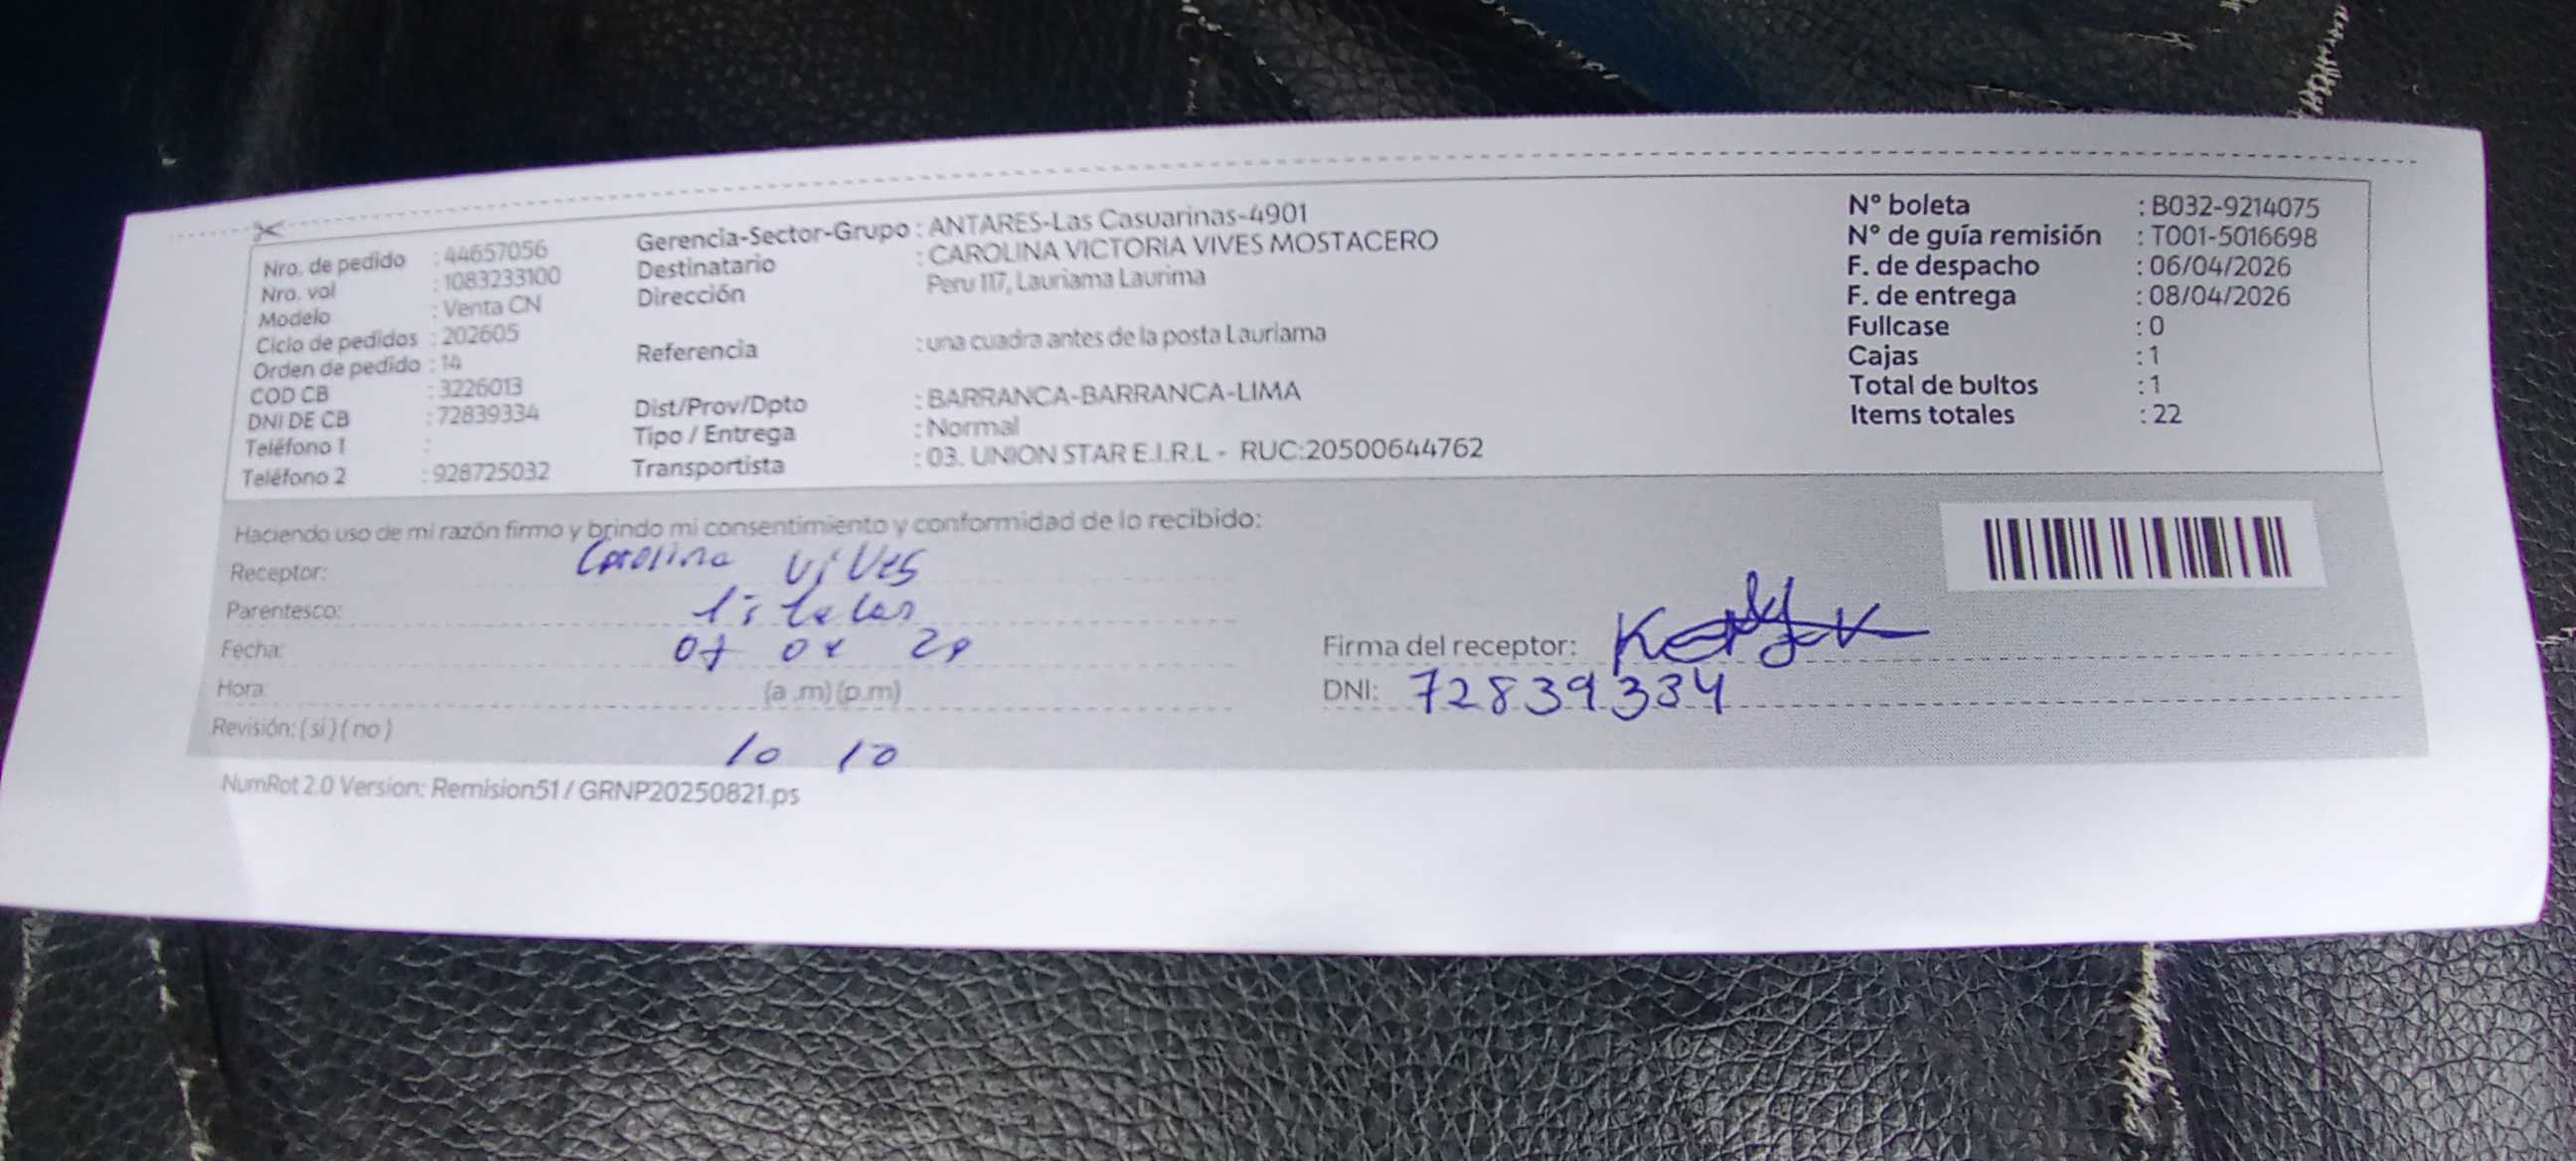 Nro. de pedido : 44657056
Nro. vol : 1083233100
Modelo : Venta CN
Ciclo de pedidos : 202605
Orden de pedido : 14
COD CB : 3226013
DNI DE CB : 72839334
Teléfono 1 :
Teléfono 2 : 928725032
Gerencia-Sector-Grupo : ANTARES-Las Casuarinas-4901
Destinatario : CAROLINA VICTORIA VIVES MOSTACERO
Dirección Peru 117, Lauriama Laurima
Referencia : una cuadra antes de la posta Lauriama
Dist/Prov/Dpto : BARRANCA-BARRANCA-LIMA
Tipo / Entrega : Normal
Transportista : 03. UNION STAR E.I.R.L - RUC:20500644762
N° boleta : B032-9214075
N° de guía remisión : T001-5016698
F. de despacho : 06/04/2026
F. de entrega : 08/04/2026
Fullcase : 0
Cajas : 1
Total de bultos : 1
Items totales : 22
Haciendo uso de mi razón firmo y brindo mi consentimiento y conformidad de lo recibido:
Receptor: Carolina Vives
Parentesco:
Fecha: 07
Hora: (a .m) (p.m)
Revisión: ( si ) ( no )
10 10
Firma del receptor:
DNI: 72839334
NumRot 2.0 Version: Remision51 / GRNP20250821.ps